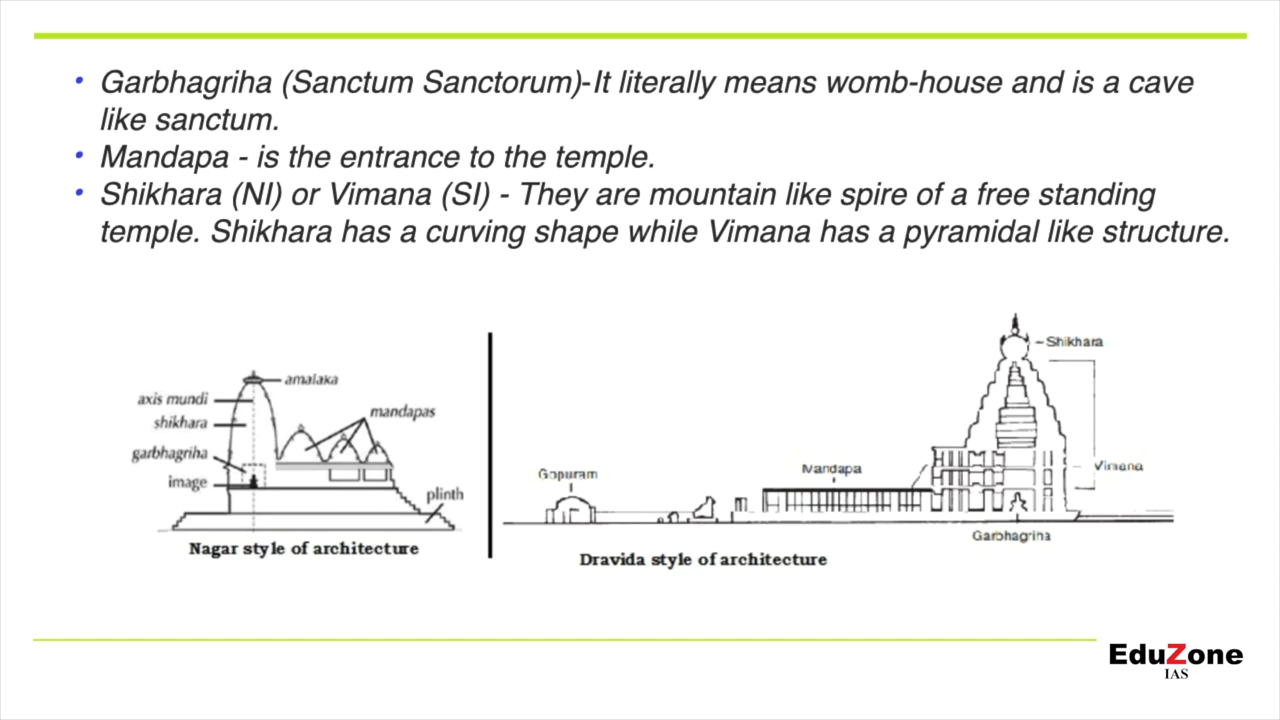 • Garbhagriha (Sanctum Sanctorum)-It literally means womb-house and is a cave
like sanctum.
• Mandapa - is the entrance to the temple.
• Shikhara (NI) or Vimana (SI) - They are mountain like spire of a free standing
temple. Shikhara has a curving shape while Vimana has a pyramidal like structure.
amalaka
axis mundi
shikhara
mandapas
garbhagriha
image
plinth
Nagar style of architecture
Shikhara
Gopuram
Mandapa
Vimana
Garbhagriha
Dravida style of architecture
EduZone
IAS